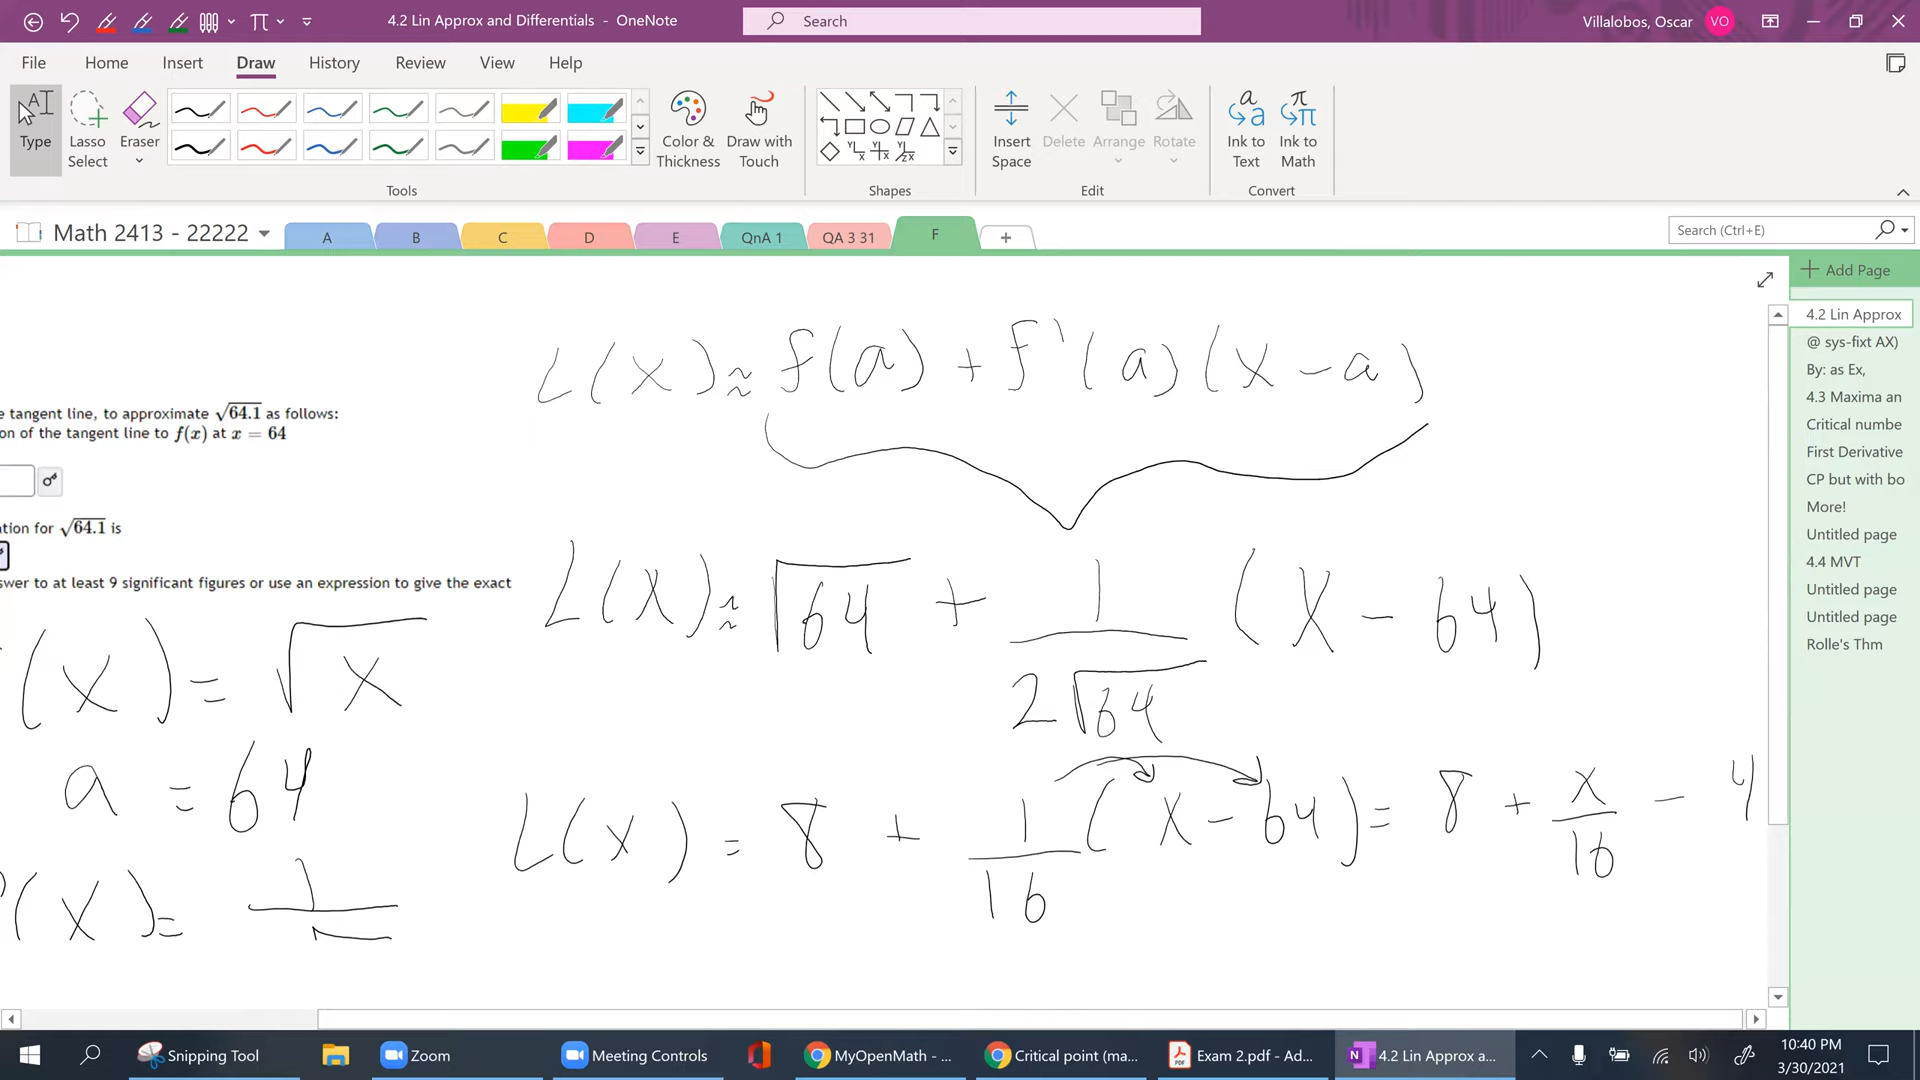 4.2 Lin Approx and Differentials - OneNote
Search
Villalobos, Oscar VO
File Home Insert Draw History Review View Help
Type
Lasso Select
Eraser
Color & Thickness
Draw with Touch
Insert Space
Delete
Arrange
Rotate
Ink to Text
Ink to Math
Tools
Shapes
Edit
Convert
Math 2413 - 22222
A B C D E QnA 1 QA 3 31 F +
Search (Ctrl+E)
Add Page
4.2 Lin Approx
@ sys-fixt AX)
By: as Ex,
4.3 Maxima an
Critical numbe
First Derivative
CP but with bo
More!
Untitled page
4.4 MVT
Untitled page
Untitled page
Rolle's Thm
L(x) ≈ f(a) + f'(a)(x - a)
e tangent line, to approximate √64.1 as follows:
on of the tangent line to f(x) at x = 64
ation for √64.1 is
swer to at least 9 significant figures or use an expression to give the exact
L(x) ≈ √64 + 1/(2√64) (x - 64)
(x) = √x
a = 64
L(x) = 8 + 1/16 (x - 64) = 8 + x/16 - 4
'(x) = 1/√
Snipping Tool
Zoom
Meeting Controls
MyOpenMath - ...
Critical point (ma...
Exam 2.pdf - Ad...
4.2 Lin Approx a...
10:40 PM
3/30/2021